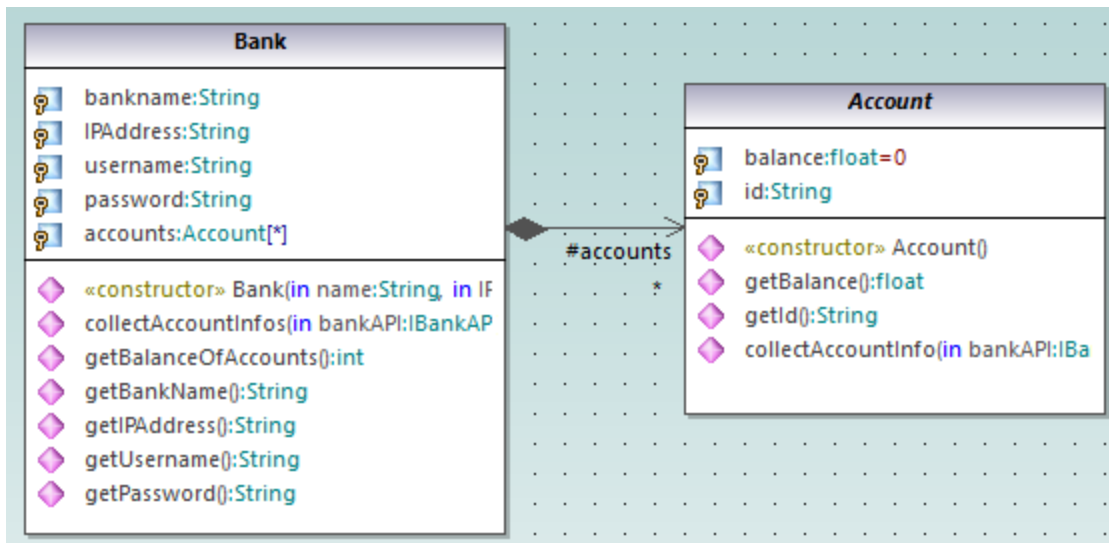 Bank
bankname:String
IPAddress:String
username:String
password:String
accounts:Account[*]
«constructor» Bank(in name:String, in IP
collectAccountInfos(in bankAPI:IBankAP
getBalanceOfAccounts():int
getBankName():String
getIPAddress():String
getUsername():String
getPassword():String
#accounts
*
Account
balance:float=0
id:String
«constructor» Account()
getBalance():float
getId():String
collectAccountInfo(in bankAPI:IBa